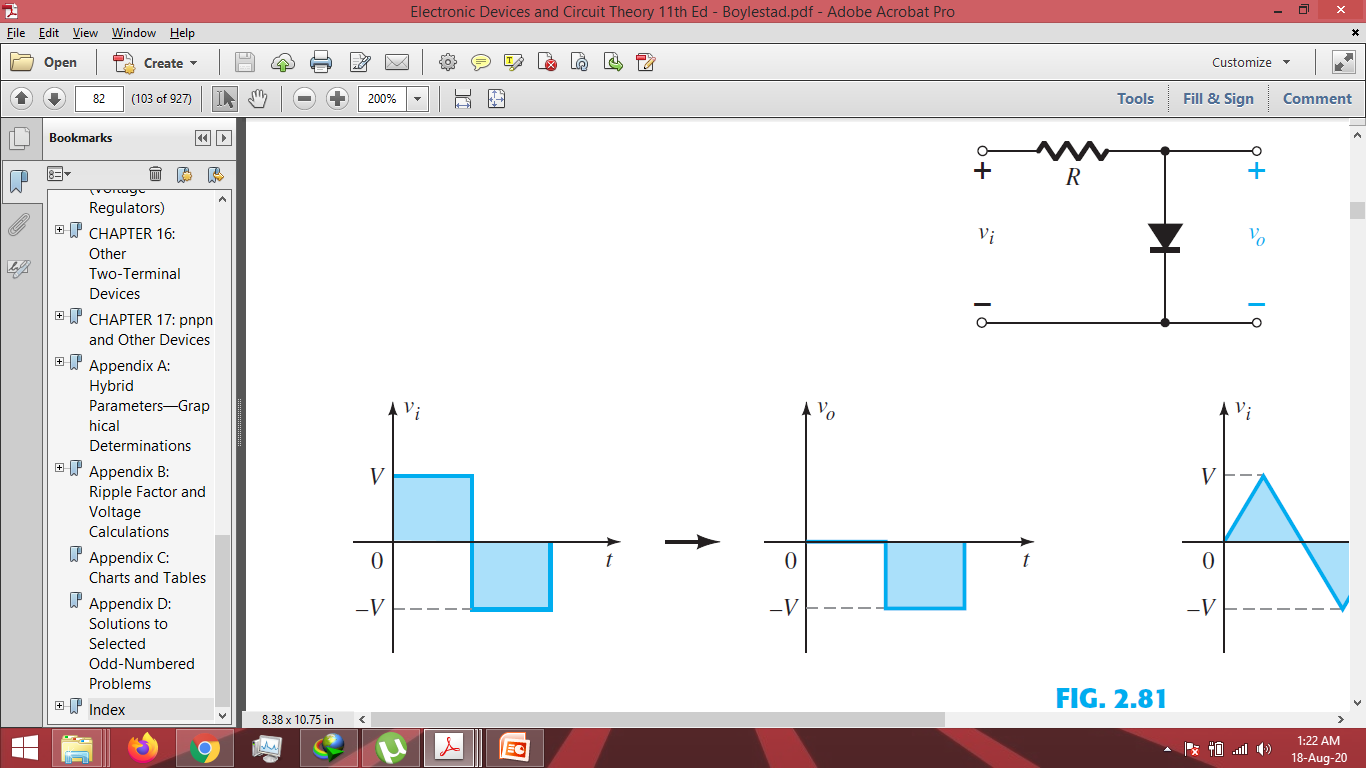 Electronic Devices and Circuit Theory 11th Ed - Boylestad.pdf - Adobe Acrobat Pro
File Edit View Window Help
Open Create Customize
82 (103 of 927) 200% Tools Fill & Sign Comment
Bookmarks
(Voltage
Regulators)
CHAPTER 16:
Other
Two-Terminal
Devices
CHAPTER 17: pnpn
and Other Devices
Appendix A:
Hybrid
Parameters—Grap
hical
Determinations
Appendix B:
Ripple Factor and
Voltage
Calculations
Appendix C:
Charts and Tables
Appendix D:
Solutions to
Selected
Odd-Numbered
Problems
Index
+ R +
vi vo
− −
vi vo vi
V V
0 t 0 t 0
−V −V −V
FIG. 2.81
8.38 x 10.75 in
1:22 AM
18-Aug-20